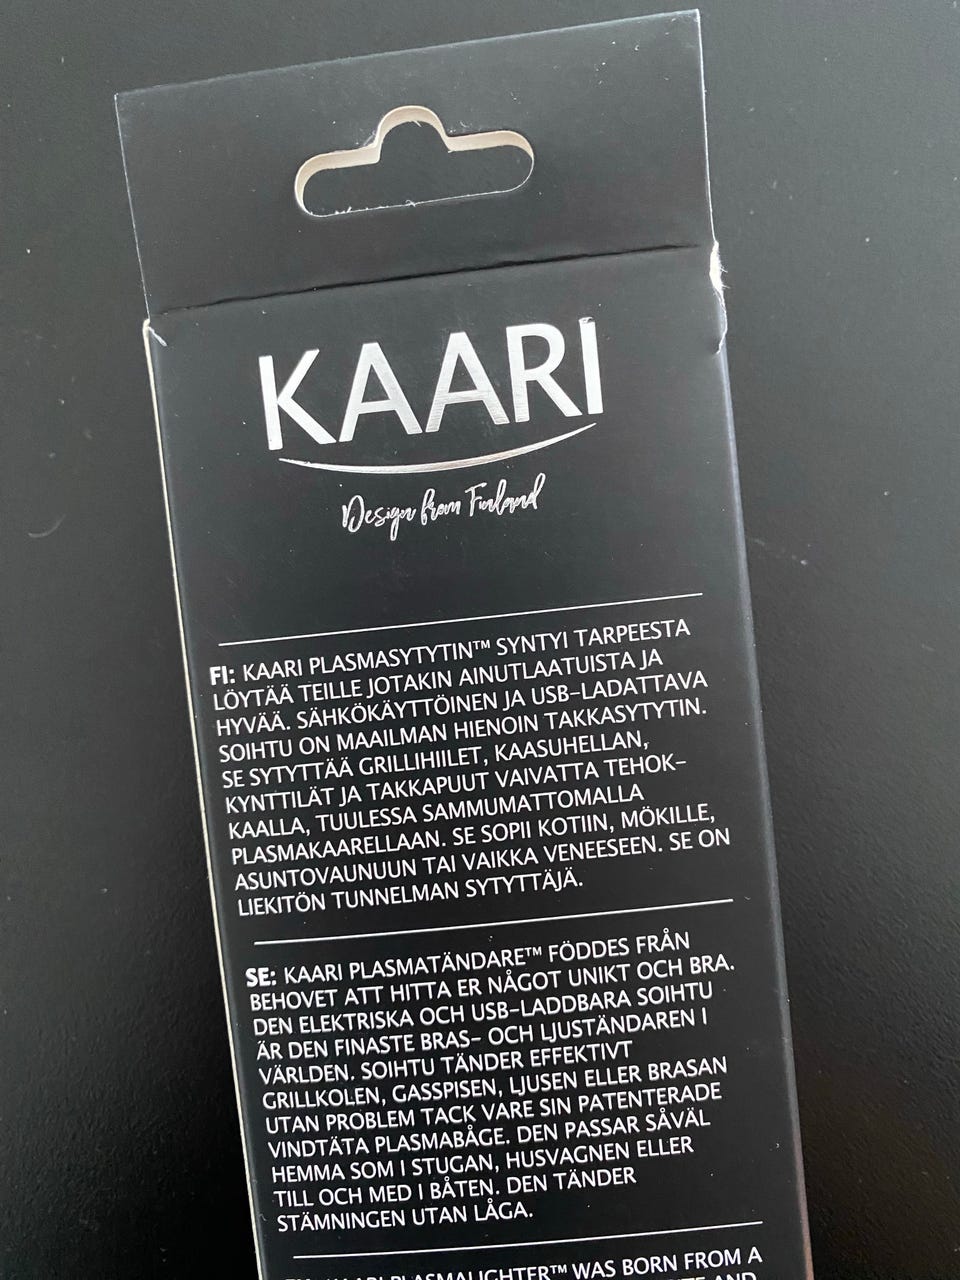 KAARI
Design from Finland
FI: KAARI PLASMASYTYTIN™ SYNTYI TARPEESTA
LÖYTÄÄ TEILLE JOTAKIN AINUTLAATUISTA JA
HYVÄÄ. SÄHKÖKÄYTTÖINEN JA USB-LADATTAVA
SOIHTU ON MAAILMAN HIENOIN TAKKASYTYTIN.
SE SYTYTTÄÄ GRILLIHIILET, KAASUHELLAN,
KYNTTILÄT JA TAKKAPUUT VAIVATTA TEHOK-
KAALLA, TUULESSA SAMMUMATTOMALLA
PLASMAKAARELLAAN. SE SOPII KOTIIN, MÖKILLE,
ASUNTOVAUNUUN TAI VAIKKA VENEESEEN. SE ON
LIEKITÖN TUNNELMAN SYTYTTÄJÄ.
SE: KAARI PLASMATÄNDARE™ FÖDDES FRÅN
BEHOVET ATT HITTA ER NÅGOT UNIKT OCH BRA.
DEN ELEKTRISKA OCH USB-LADDBARA SOIHTU
ÄR DEN FINASTE BRAS- OCH LJUSTÄNDAREN I
VÄRLDEN. SOIHTU TÄNDER EFFEKTIVT
GRILLKOLEN, GASSPISEN, LJUSEN ELLER BRASAN
UTAN PROBLEM TACK VARE SIN PATENTERADE
VINDTÄTA PLASMABÅGE. DEN PASSAR SÅVÄL
HEMMA SOM I STUGAN, HUSVAGNEN ELLER
TILL OCH MED I BÅTEN. DEN TÄNDER
STÄMNINGEN UTAN LÅGA.
KAARI PLASMALIGHTER™ WAS BORN FROM A
AND